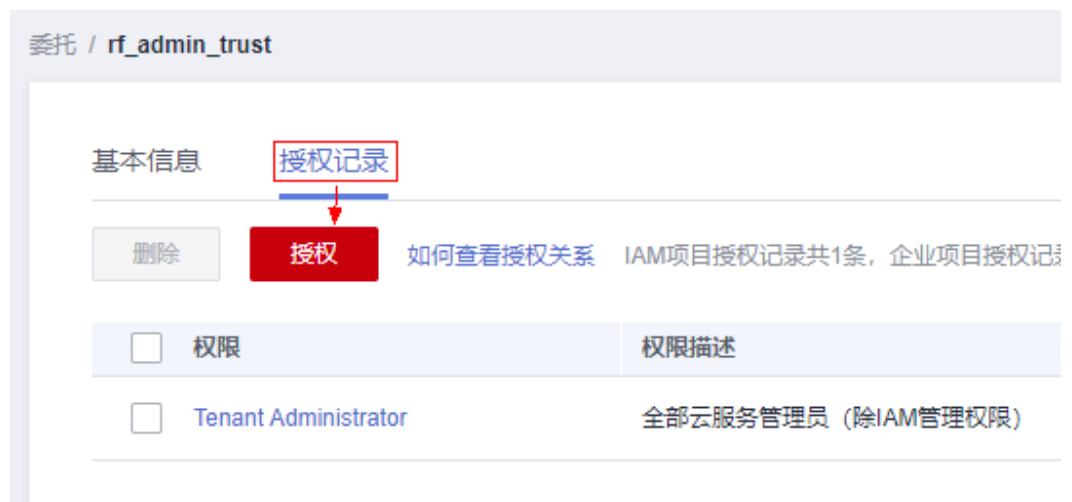 委托 / rf_admin_trust
基本信息 授权记录
删除 授权 如何查看授权关系 IAM项目授权记录共1条，企业项目授权记
权限 权限描述
Tenant Administrator 全部云服务管理员（除IAM管理权限）